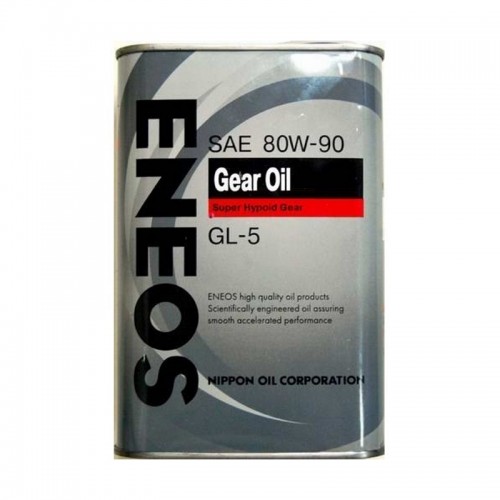 ENEOS
SAE 80W-90
Gear Oil
Super Hypoid Gear
GL-5
ENEOS high quality oil products
Scientifically engineered oil assuring
smooth accelerated performance
NIPPON OIL CORPORATION